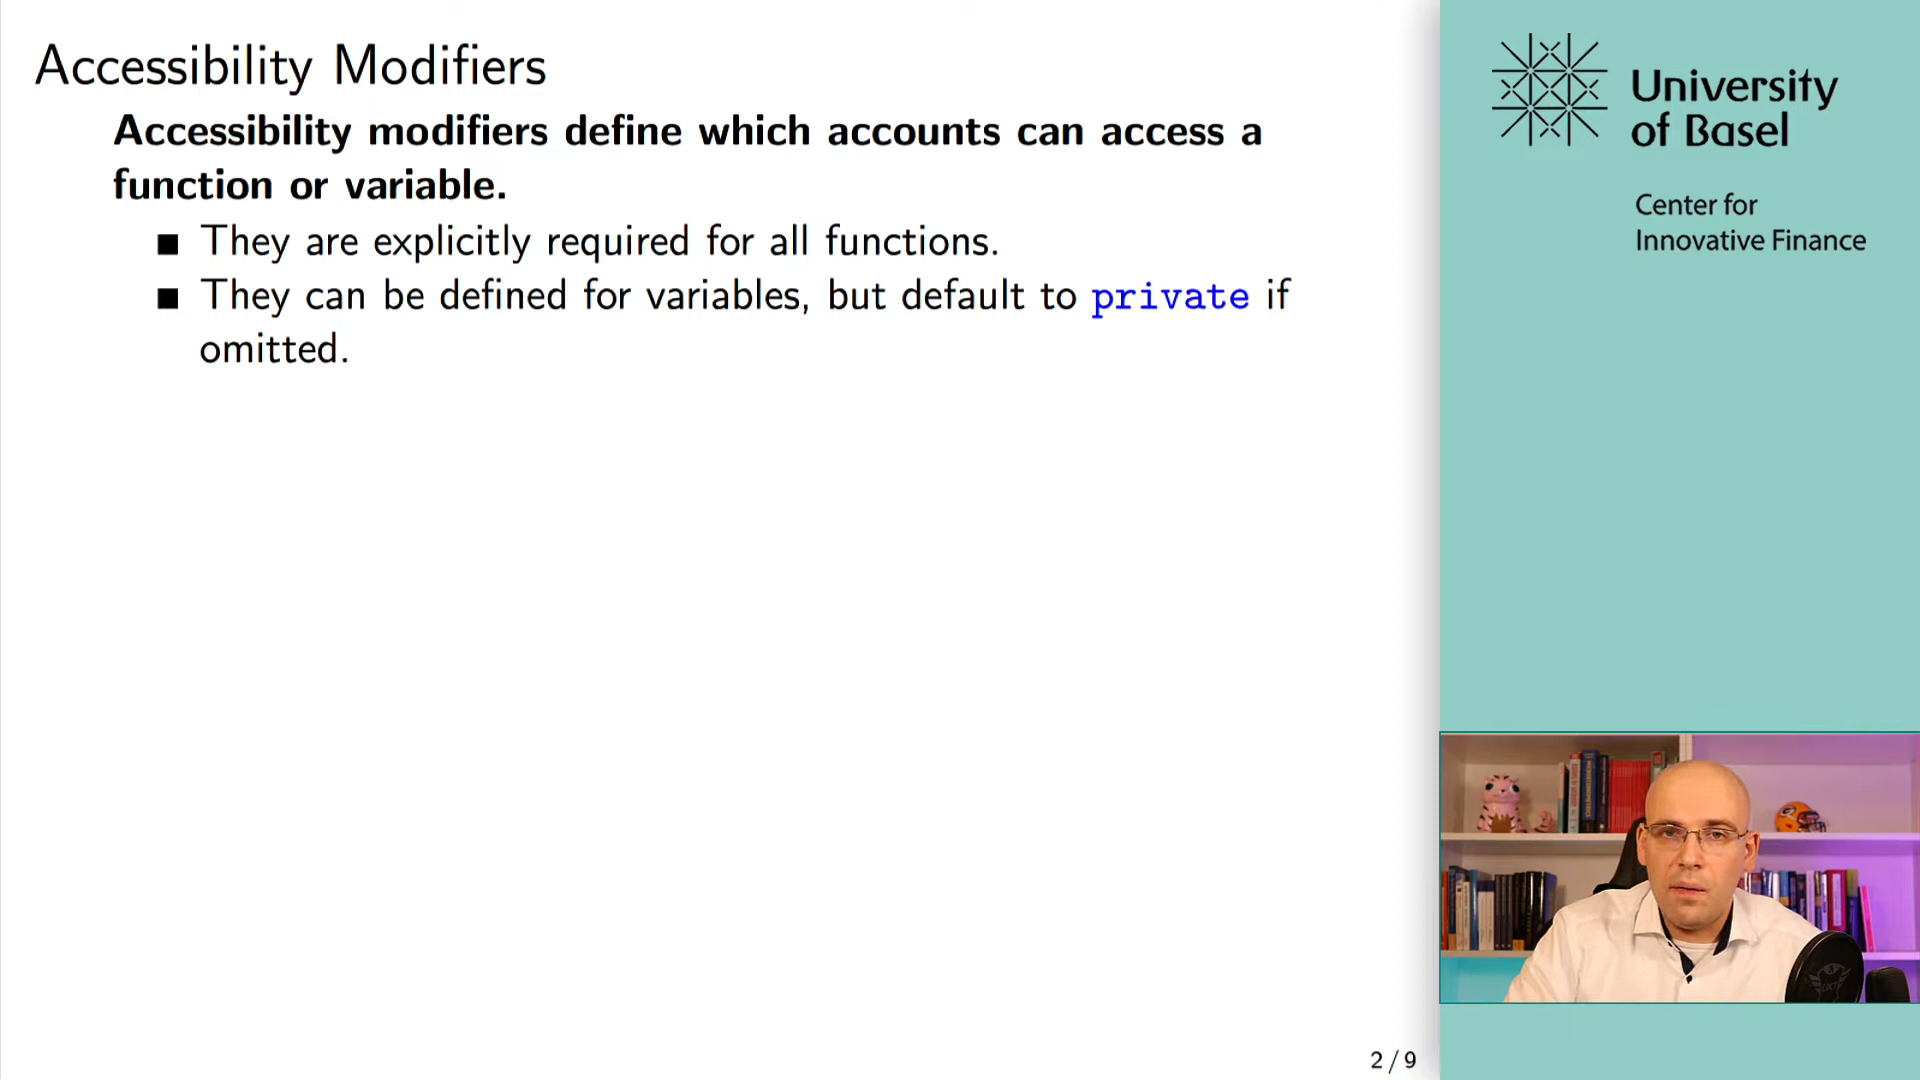 Accessibility Modifiers
Accessibility modifiers define which accounts can access a
function or variable.
They are explicitly required for all functions.
They can be defined for variables, but default to private if
omitted.
2 / 9
University
of Basel
Center for
Innovative Finance